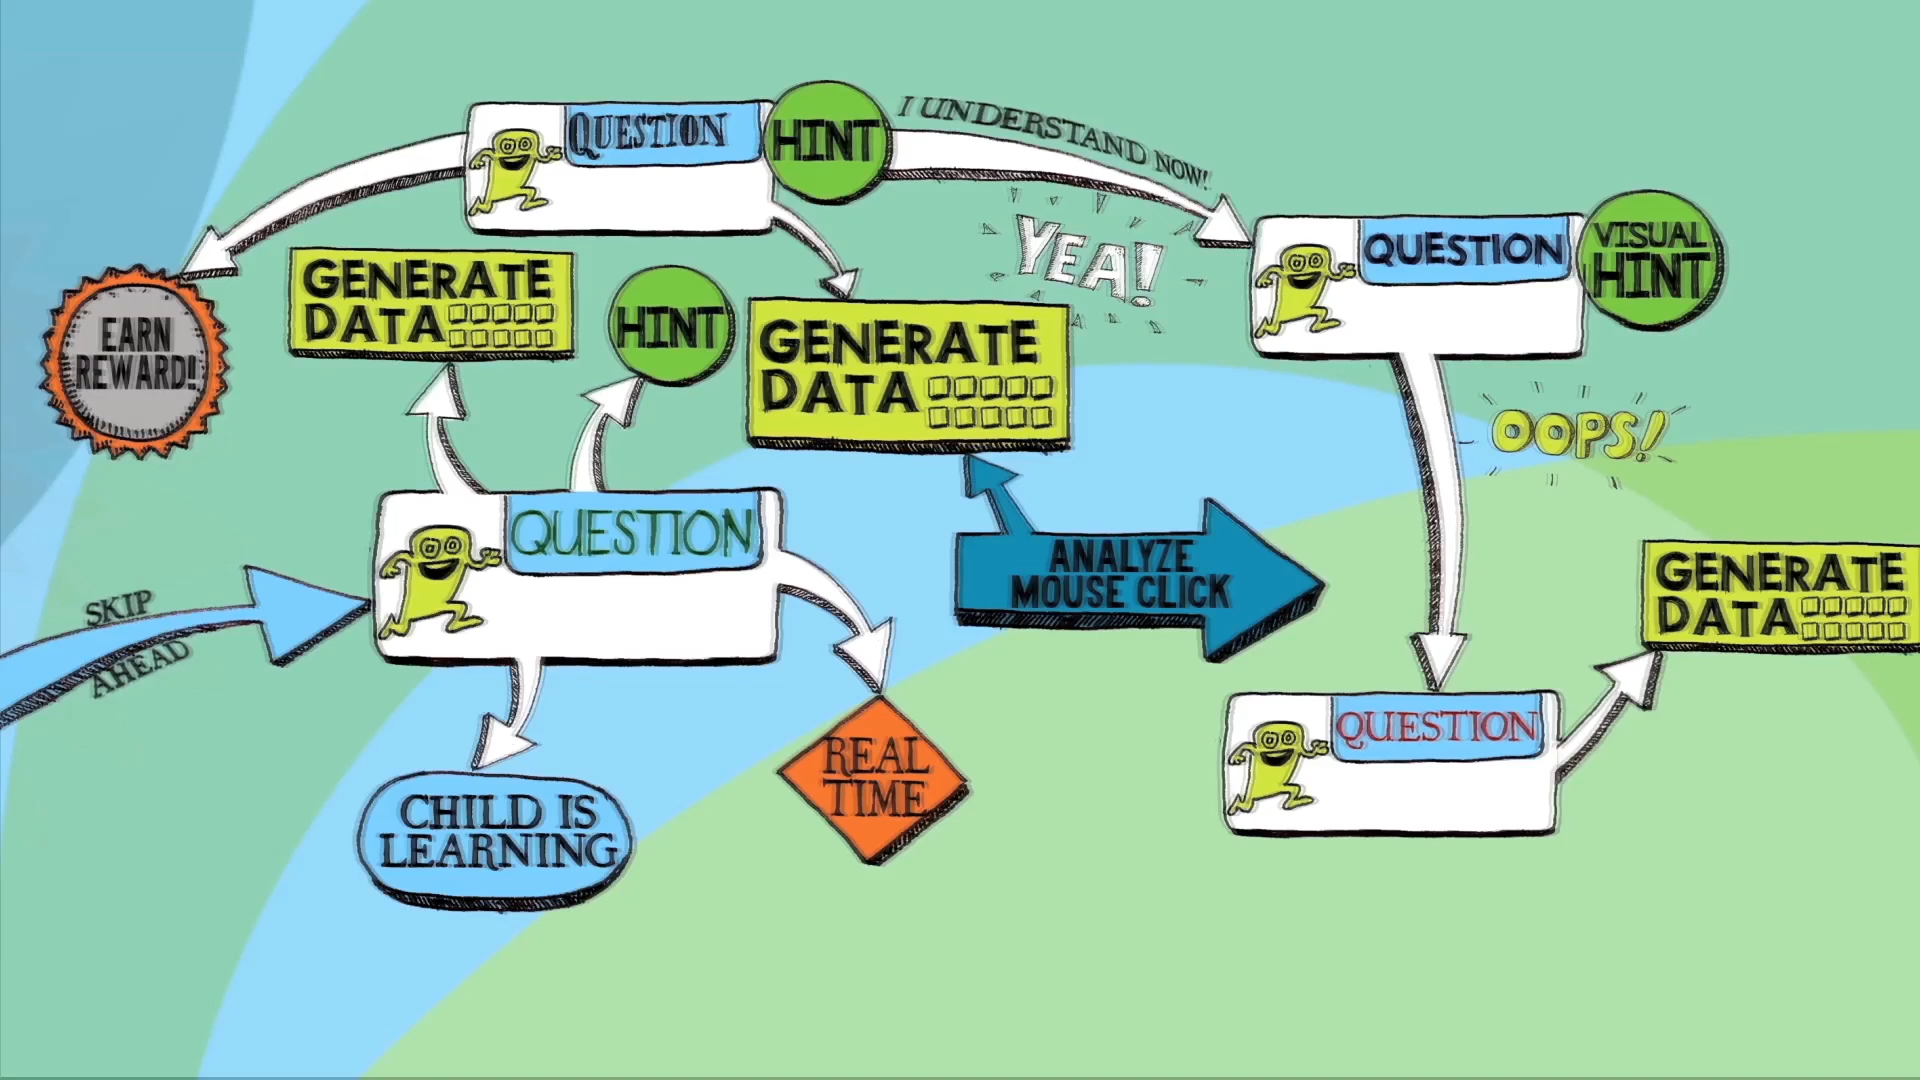 QUESTION
HINT
I UNDERSTAND NOW!
YEA!
QUESTION
VISUAL
HINT
EARN
REWARD!
GENERATE
DATA
HINT
GENERATE
DATA
OOPS!
SKIP
AHEAD
QUESTION
ANALYZE
MOUSE CLICK
GENERATE
DATA
CHILD IS
LEARNING
REAL
TIME
QUESTION